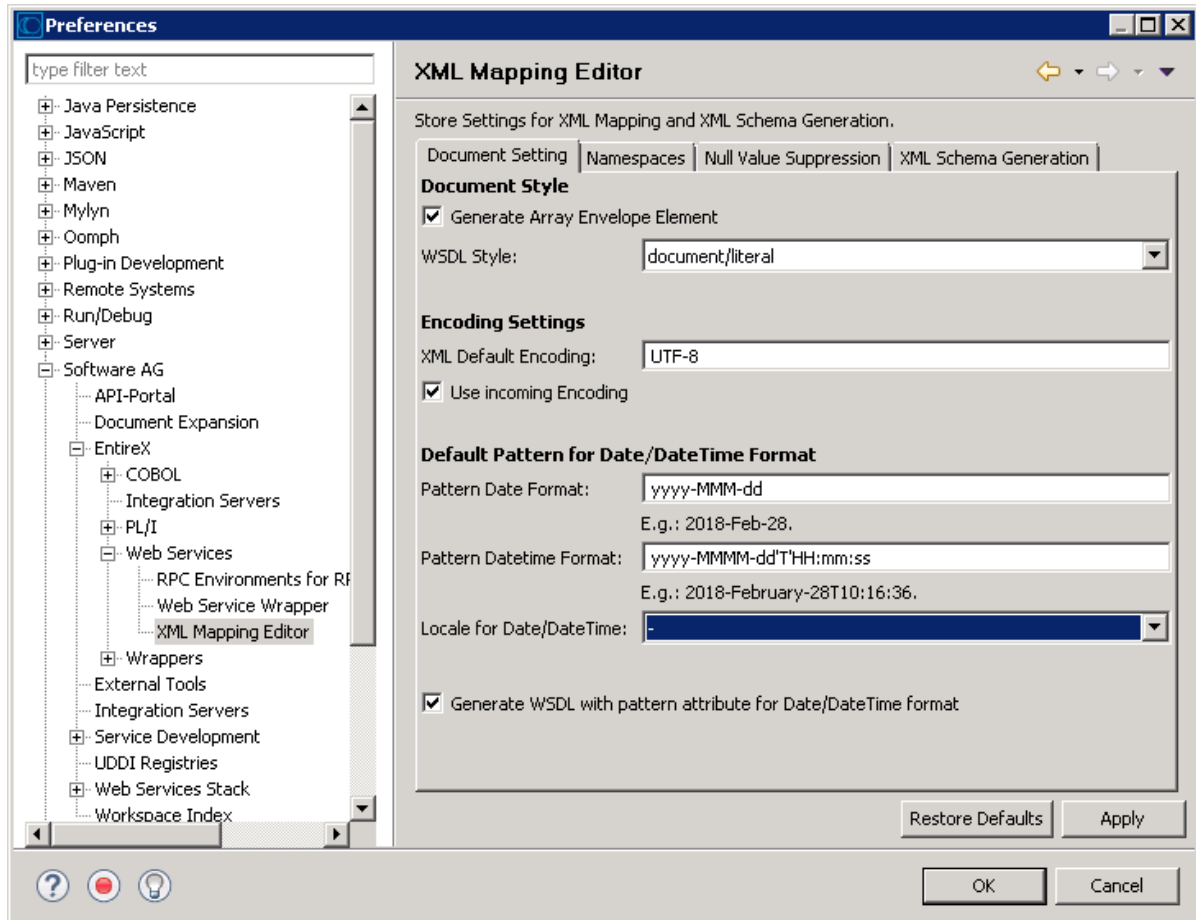 Preferences
type filter text
Java Persistence
JavaScript
JSON
Maven
Mylyn
Oomph
Plug-in Development
Remote Systems
Run/Debug
Server
Software AG
API-Portal
Document Expansion
EntireX
COBOL
Integration Servers
PL/I
Web Services
RPC Environments for RP
Web Service Wrapper
XML Mapping Editor
Wrappers
External Tools
Integration Servers
Service Development
UDDI Registries
Web Services Stack
Workspace Index
XML Mapping Editor
Store Settings for XML Mapping and XML Schema Generation.
Document Setting Namespaces Null Value Suppression XML Schema Generation
Document Style
Generate Array Envelope Element
WSDL Style: document/literal
Encoding Settings
XML Default Encoding: UTF-8
Use incoming Encoding
Default Pattern for Date/DateTime Format
Pattern Date Format: yyyy-MMM-dd
E.g.: 2018-Feb-28.
Pattern Datetime Format: yyyy-MMMM-dd'T'HH:mm:ss
E.g.: 2018-February-28T10:16:36.
Locale for Date/DateTime: -
Generate WSDL with pattern attribute for Date/DateTime format
Restore Defaults Apply
OK Cancel